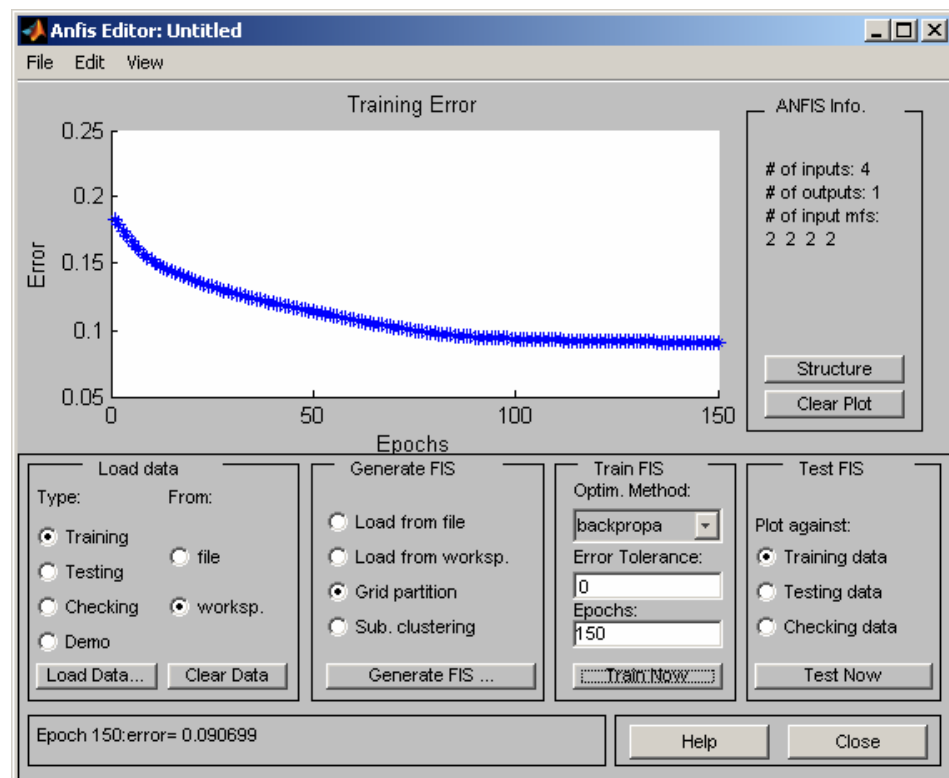 Anfis Editor: Untitled
File Edit View
Training Error
0.25
0.2
0.15
0.1
0.05
Error
0 50 100 150
Epochs
ANFIS Info.
# of inputs: 4
# of outputs: 1
# of input mfs:
2 2 2 2
Structure
Clear Plot
Load data
Type: From:
Training
Testing
Checking
Demo
file
worksp.
Load Data... Clear Data
Generate FIS
Load from file
Load from worksp.
Grid partition
Sub. clustering
Generate FIS ...
Train FIS
Optim. Method:
backpropa
Error Tolerance:
0
Epochs:
150
Train Now
Test FIS
Plot against:
Training data
Testing data
Checking data
Test Now
Epoch 150:error= 0.090699
Help Close